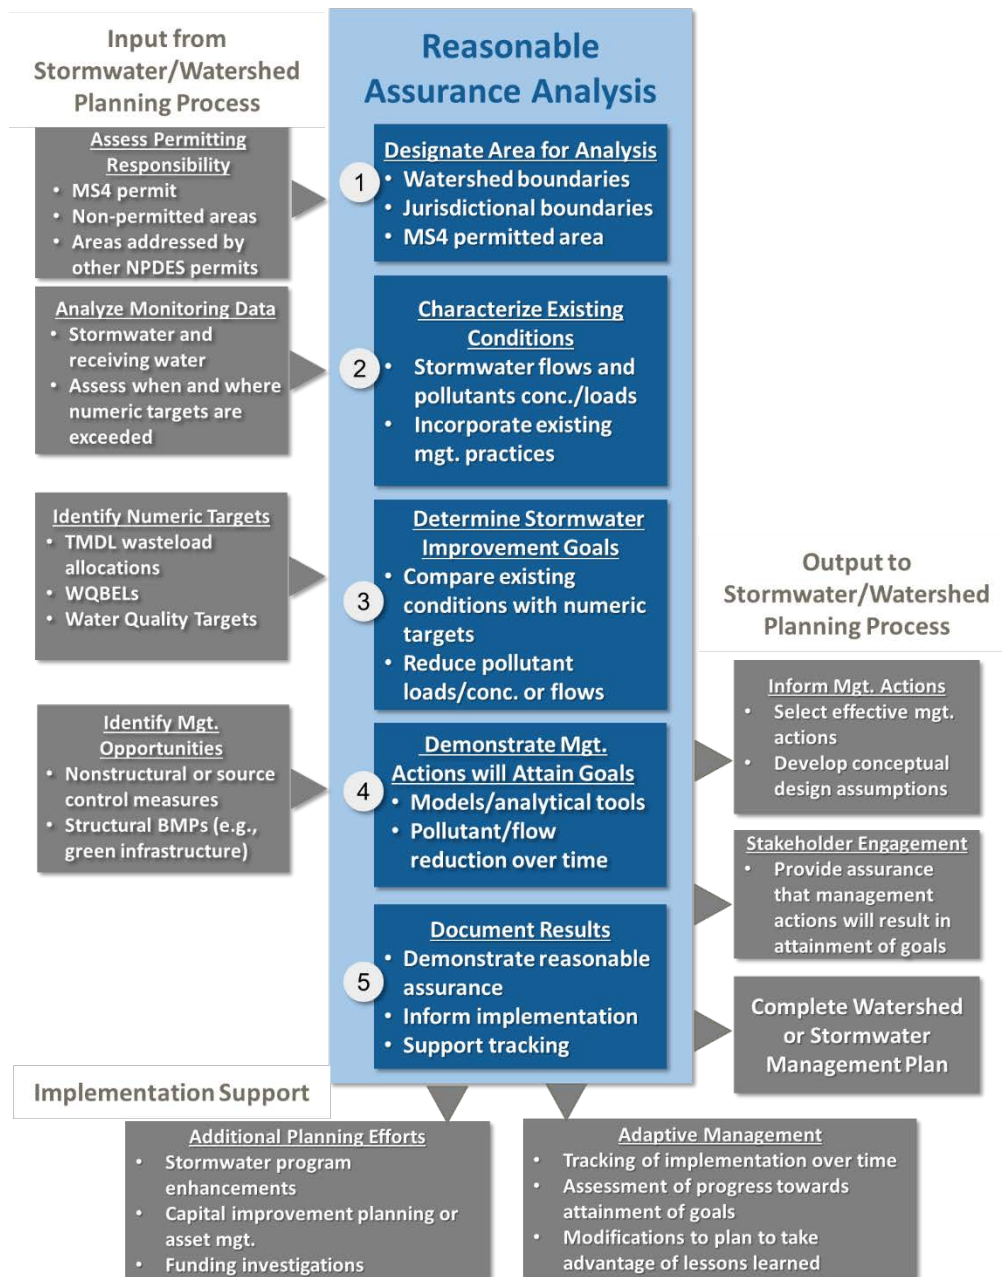 Input from
Stormwater/Watershed
Planning Process
Assess Permitting
Responsibility
• MS4 permit
• Non-permitted areas
• Areas addressed by
other NPDES permits
Analyze Monitoring Data
• Stormwater and
receiving water
• Assess when and where
numeric targets are
exceeded
Identify Numeric Targets
• TMDL wasteload
allocations
• WQBELs
• Water Quality Targets
Identify Mgt.
Opportunities
• Nonstructural or source
control measures
• Structural BMPs (e.g.,
green infrastructure)
Reasonable
Assurance Analysis
1
Designate Area for Analysis
• Watershed boundaries
• Jurisdictional boundaries
• MS4 permitted area
2
Characterize Existing
Conditions
• Stormwater flows and
pollutants conc./loads
• Incorporate existing
mgt. practices
3
Determine Stormwater
Improvement Goals
• Compare existing
conditions with numeric
targets
• Reduce pollutant
loads/conc. or flows
4
Demonstrate Mgt.
Actions will Attain Goals
• Models/analytical tools
• Pollutant/flow
reduction over time
5
Document Results
• Demonstrate reasonable
assurance
• Inform implementation
• Support tracking
Output to
Stormwater/Watershed
Planning Process
Inform Mgt. Actions
• Select effective mgt.
actions
• Develop conceptual
design assumptions
Stakeholder Engagement
• Provide assurance
that management
actions will result in
attainment of goals
Complete Watershed
or Stormwater
Management Plan
Implementation Support
Additional Planning Efforts
• Stormwater program
enhancements
• Capital improvement planning or
asset mgt.
• Funding investigations
Adaptive Management
• Tracking of implementation over time
• Assessment of progress towards
attainment of goals
• Modifications to plan to take
advantage of lessons learned